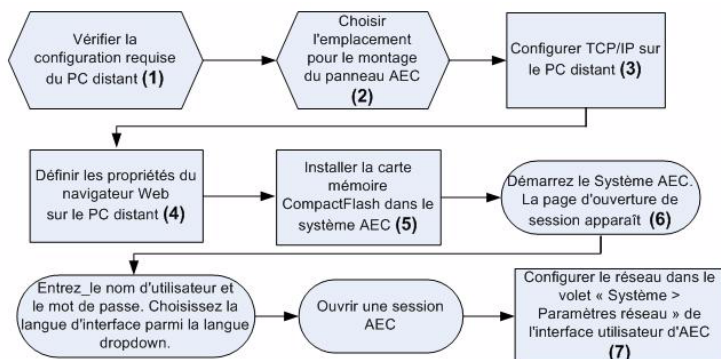 Vérifier la
configuration requise
du PC distant (1)
Choisir
l'emplacement
pour le montage
du panneau AEC
(2)
Configurer TCP/IP sur
le PC distant (3)
Définir les propriétés du
navigateur Web
sur le PC distant (4)
Installer la carte
mémoire
CompactFlash dans le
système AEC (5)
Démarrez le Système AEC.
La page d'ouverture de
session apparaît (6)
Entrez_le nom d'utilisateur et
le mot de passe. Choisissez la
langue d'interface parmi la langue
dropdown.
Ouvrir une session
AEC
Configurer le réseau dans le
volet « Système >
Paramètres réseau » de
l'interface utilisateur d'AEC
(7)